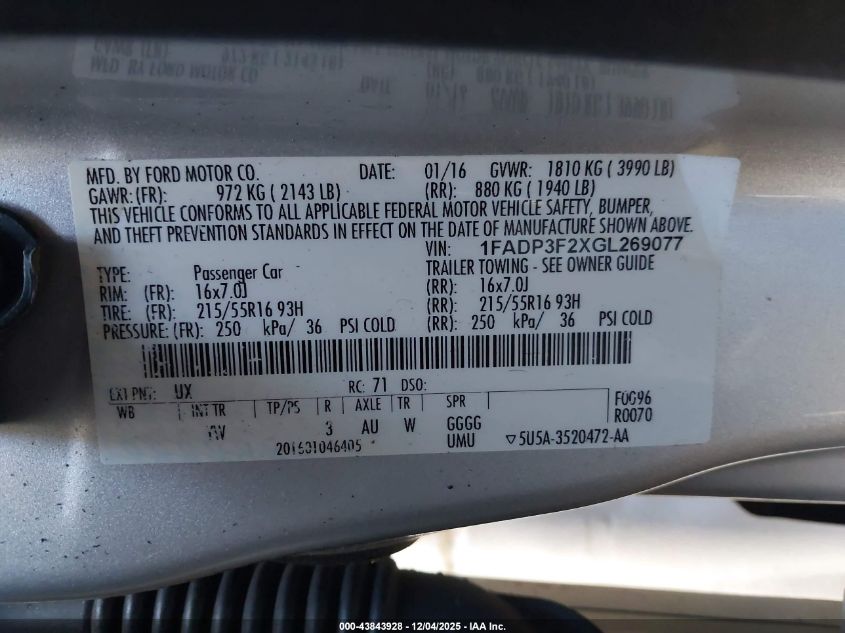 MFD. BY FORD MOTOR CO. DATE: 01/16 GVWR: 1810 KG ( 3990 LB)
GAWR: (FR): 972 KG ( 2143 LB) (RR): 880 KG ( 1940 LB)
THIS VEHICLE CONFORMS TO ALL APPLICABLE FEDERAL MOTOR VEHICLE SAFETY, BUMPER,
AND THEFT PREVENTION STANDARDS IN EFFECT ON THE DATE OF MANUFACTURE SHOWN ABOVE.
VIN: 1FADP3F2XGL269077
TYPE: Passenger Car TRAILER TOWING - SEE OWNER GUIDE
RIM: (FR): 16x7.0J (RR): 16x7.0J
TIRE: (FR): 215/55R16 93H (RR): 215/55R16 93H
PRESSURE: (FR): 250 kPa/ 36 PSI COLD (RR): 250 kPa/ 36 PSI COLD
EXT PNT: UX RC: 71 DSO: F0G96
WB INT TR TP/PS R AXLE TR SPR R0070
3 AU W GGGG
201601046405 UMU ▽5U5A-3520472-AA
000-43843928 - 12/04/2025 - IAA Inc.